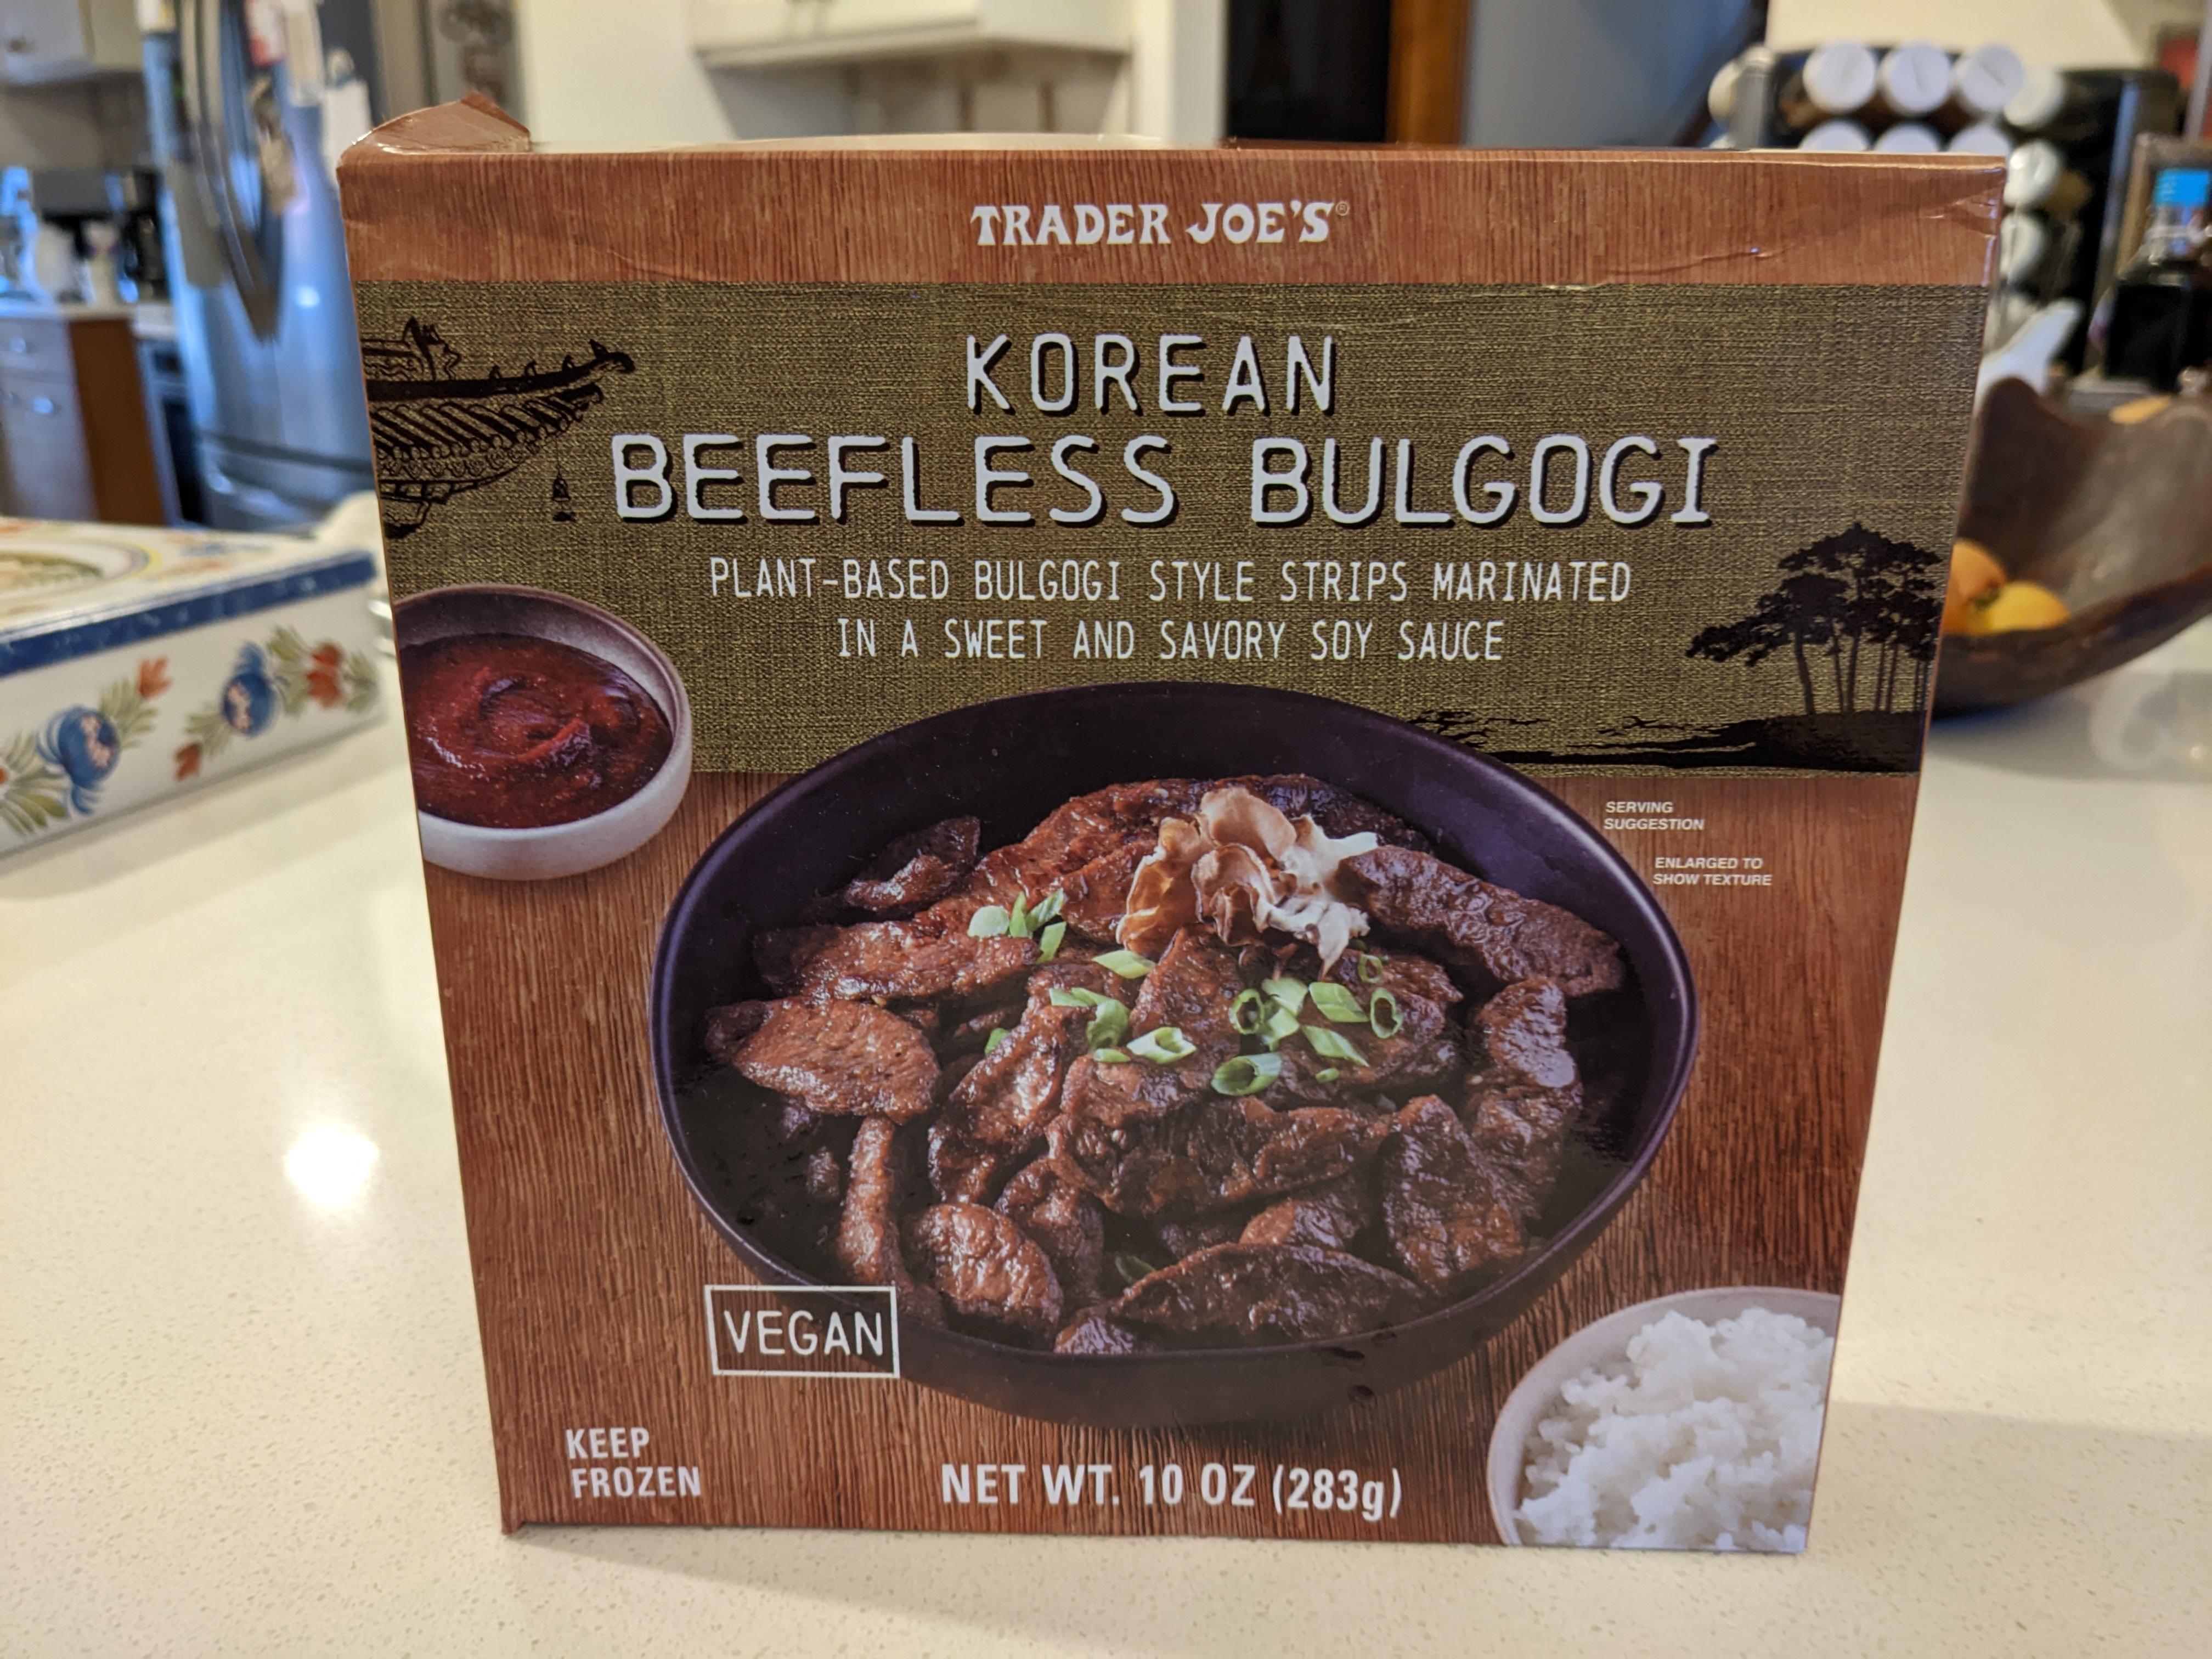 TRADER JOE'S®
KOREAN
BEEFLESS BULGOGI
PLANT-BASED BULGOGI STYLE STRIPS MARINATED
IN A SWEET AND SAVORY SOY SAUCE
SERVING
SUGGESTION
ENLARGED TO
SHOW TEXTURE
VEGAN
KEEP
FROZEN
NET WT. 10 OZ (283g)